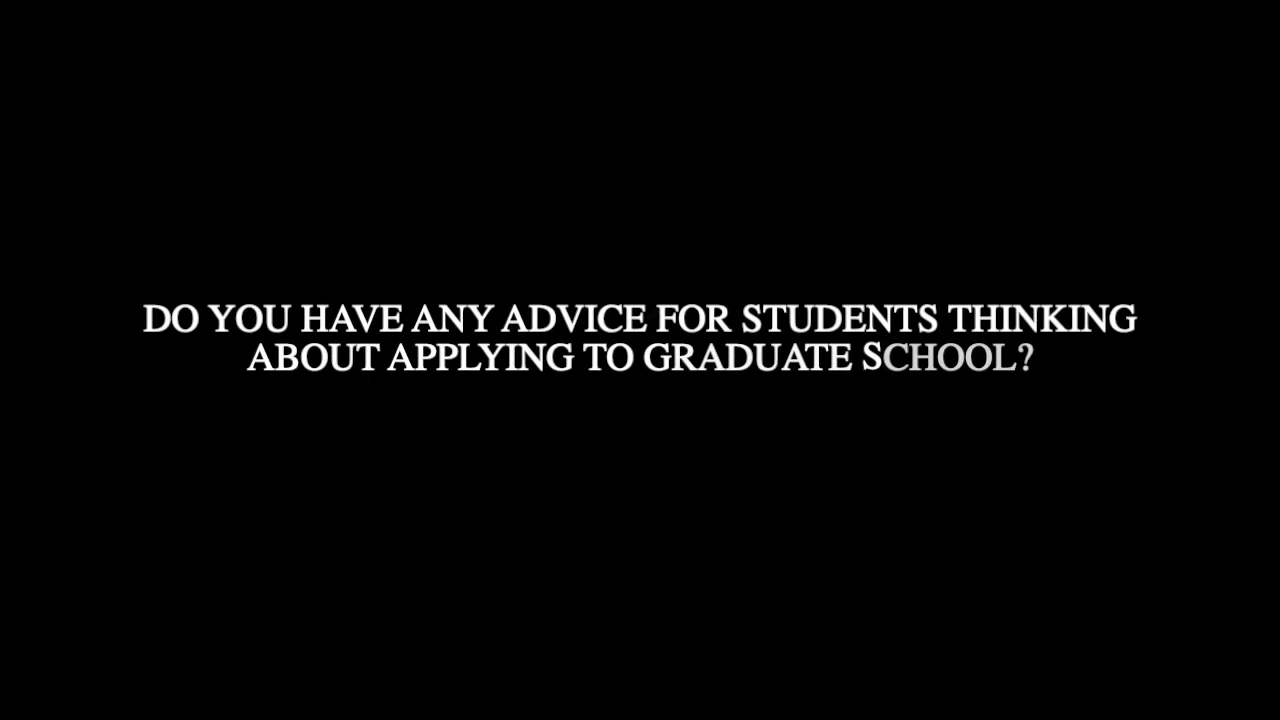 DO YOU HAVE ANY ADVICE FOR STUDENTS THINKING
ABOUT APPLYING TO GRADUATE SCHOOL?